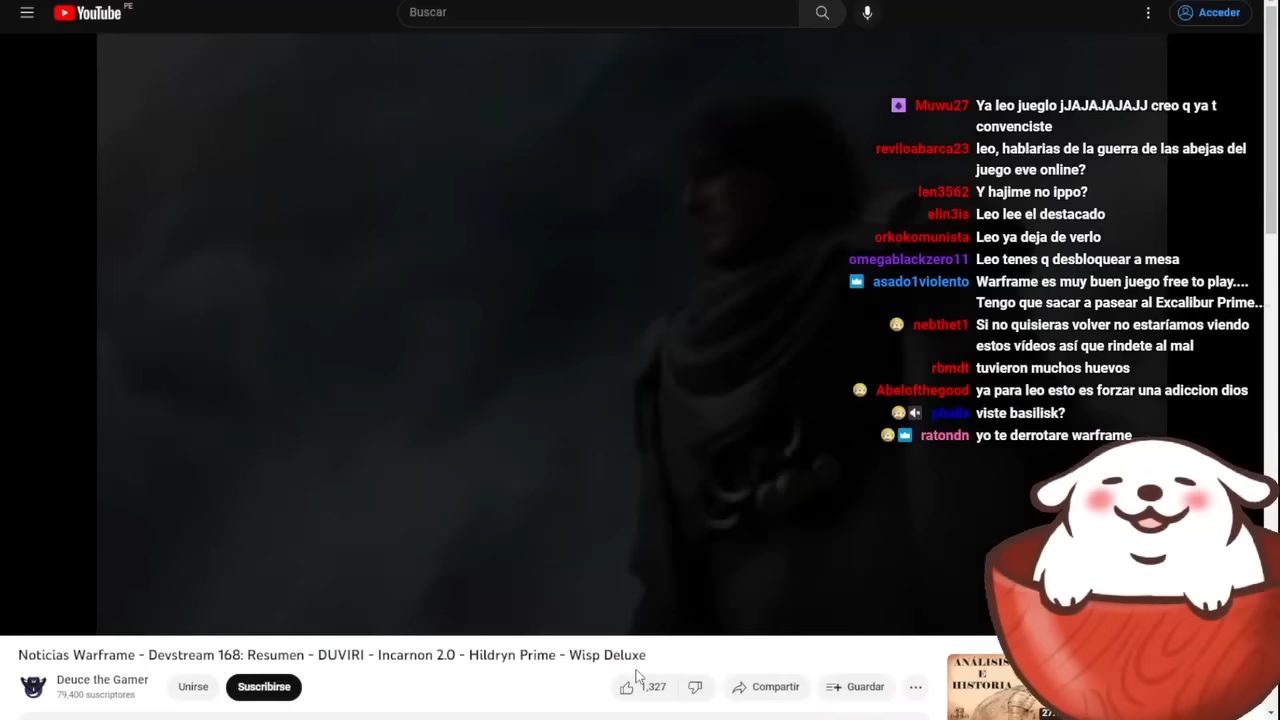 YouTube PE
Buscar
Acceder
Muwu27 Ya leo jueglo jJAJAJAJAJJ creo q ya t
convenciste
reviloabarca23 leo, hablarias de la guerra de las abejas del
juego eve online?
len3562 Y hajime no ippo?
elin3is Leo lee el destacado
orkokomunista Leo ya deja de verlo
omegablackzero11 Leo tenes q desbloquear a mesa
asado1violento Warframe es muy buen juego free to play....
Tengo que sacar a pasear al Excalibur Prime...
nebthet1 Si no quisieras volver no estaríamos viendo
estos vídeos así que rindete al mal
rbmdt tuvieron muchos huevos
Abelofthegood ya para leo esto es forzar una adiccion dios
viste basilisk?
ratondn yo te derrotare warframe
Noticias Warframe - Devstream 168: Resumen - DUVIRI - Incarnon 2.0 - Hildryn Prime - Wisp Deluxe
Deuce the Gamer
79,400 suscriptores
Unirse
Suscribirse
1,327
Compartir
Guardar
ANÁLISIS
E
HISTORIA
27